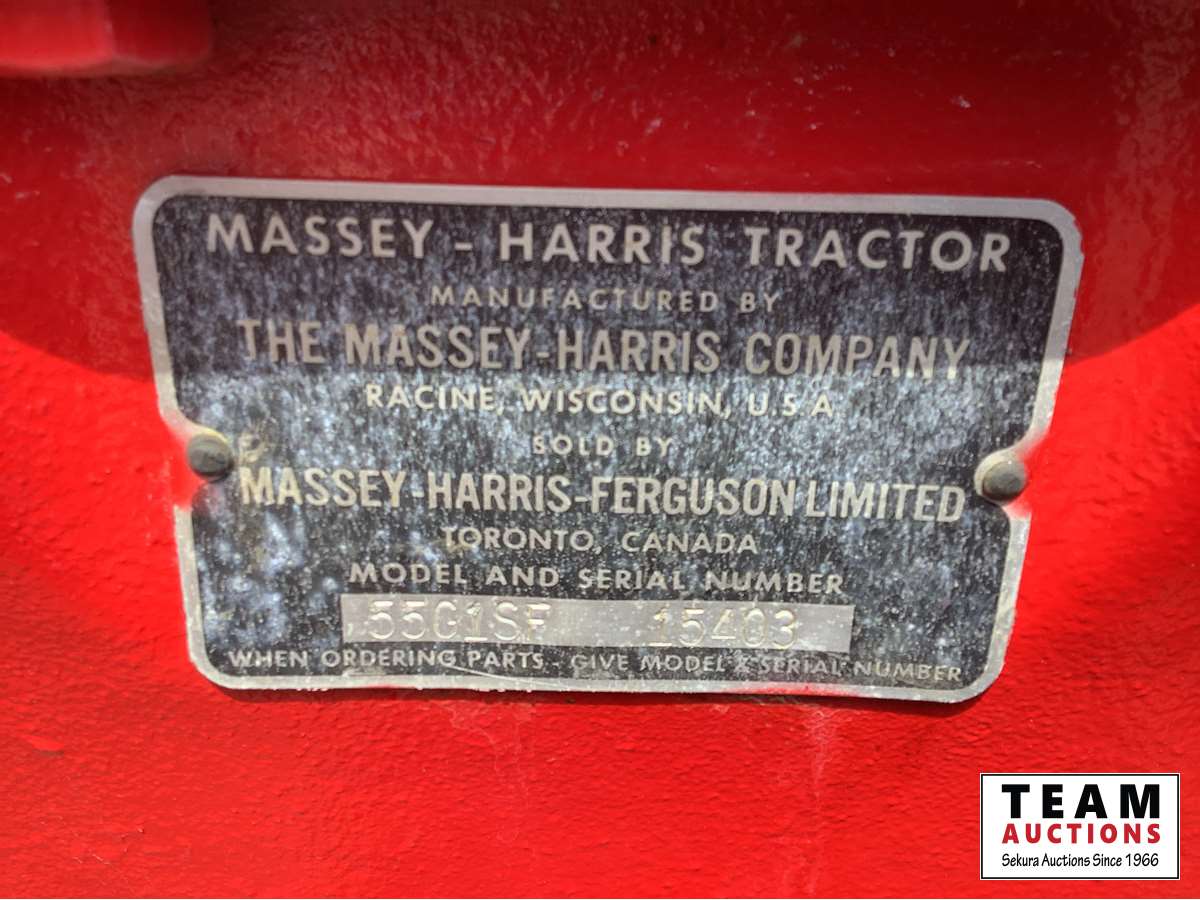 MASSEY - HARRIS TRACTOR
MANUFACTURED BY
THE MASSEY-HARRIS COMPANY
RACINE, WISCONSIN, U.S.A.
SOLD BY
MASSEY-HARRIS-FERGUSON LIMITED
TORONTO, CANADA
MODEL AND SERIAL NUMBER
55G1SF 15403
WHEN ORDERING PARTS - GIVE MODEL & SERIAL NUMBER
TEAM
AUCTIONS
Sekura Auctions Since 1966